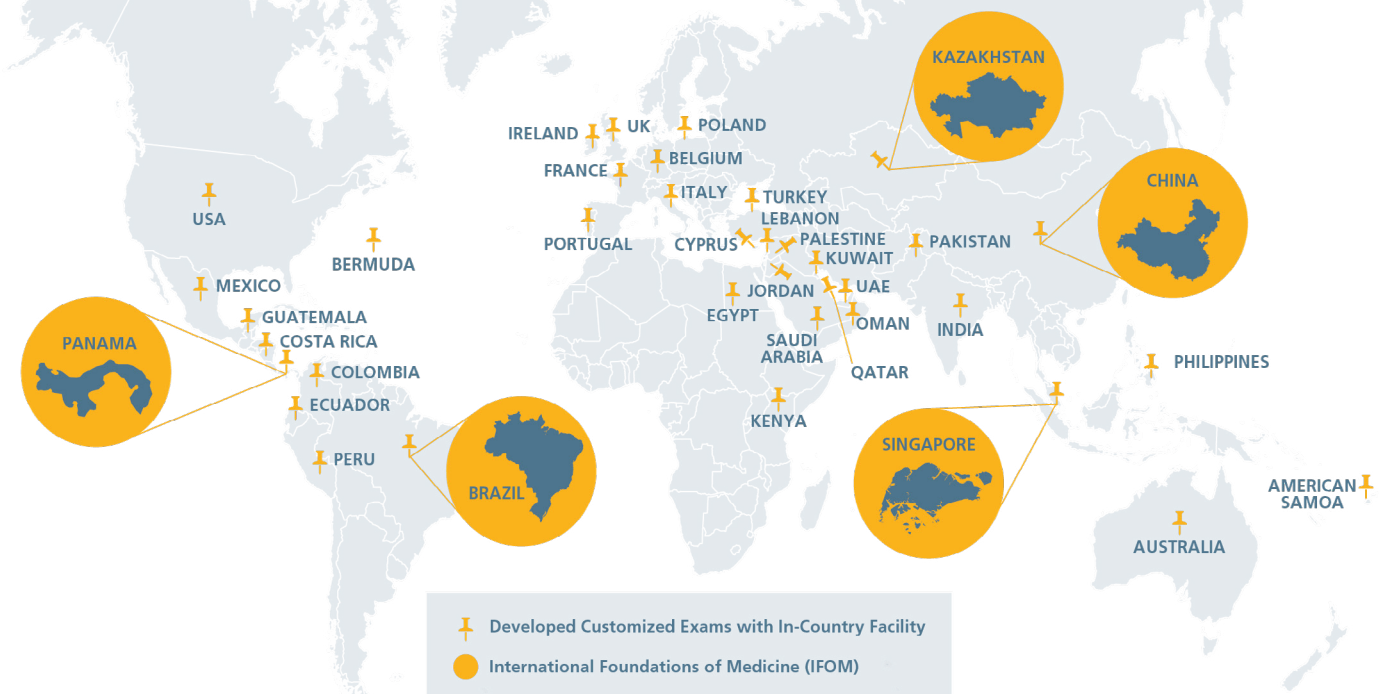 KAZAKHSTAN
IRELAND
UK
POLAND
FRANCE
BELGIUM
ITALY
TURKEY
CHINA
USA
LEBANON
PORTUGAL
CYPRUS
PALESTINE
PAKISTAN
BERMUDA
KUWAIT
MEXICO
JORDAN
UAE
GUATEMALA
EGYPT
OMAN
INDIA
PANAMA
COSTA RICA
SAUDI
ARABIA
COLOMBIA
QATAR
PHILIPPINES
ECUADOR
KENYA
PERU
BRAZIL
SINGAPORE
AMERICAN
SAMOA
AUSTRALIA
Developed Customized Exams with In-Country Facility
International Foundations of Medicine (IFOM)